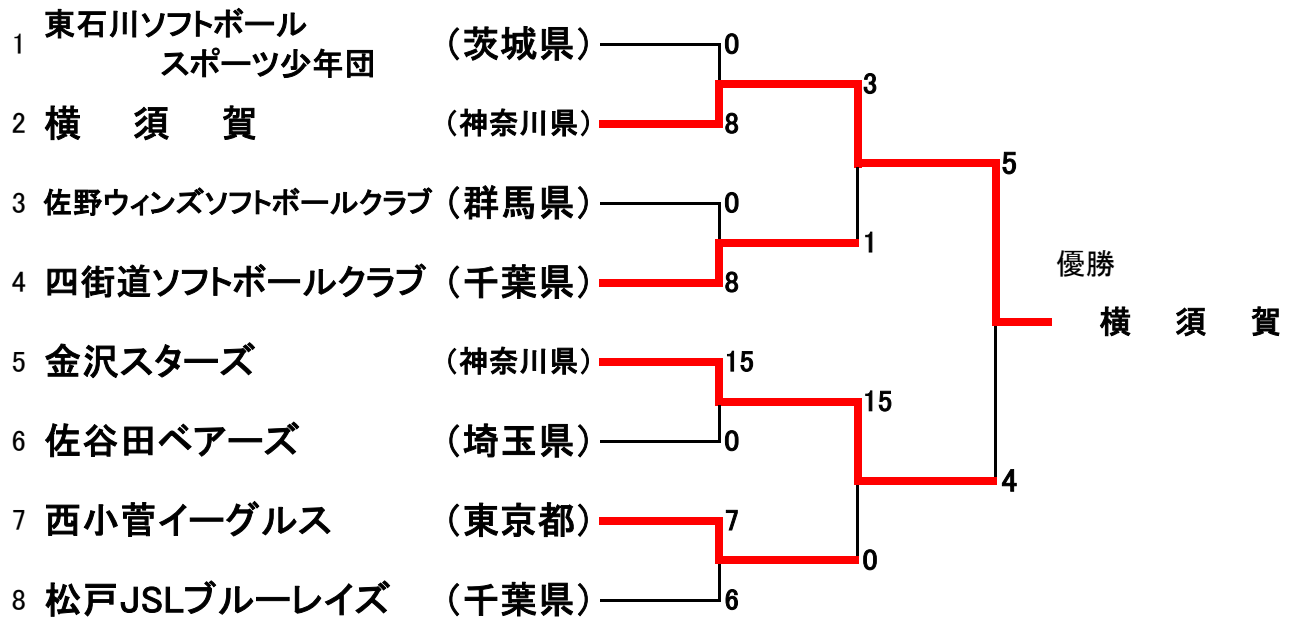 1 東石川ソフトボール
スポーツ少年団 (茨城県) 0
3
2 横 須 賀 (神奈川県) 8
5
3 佐野ウィンズソフトボールクラブ (群馬県) 0
1
4 四街道ソフトボールクラブ (千葉県) 8
優勝
横 須 賀
5 金沢スターズ (神奈川県) 15
15
6 佐谷田ベアーズ (埼玉県) 0
4
7 西小菅イーグルス (東京都) 7
0
8 松戸JSLブルーレイズ (千葉県) 6